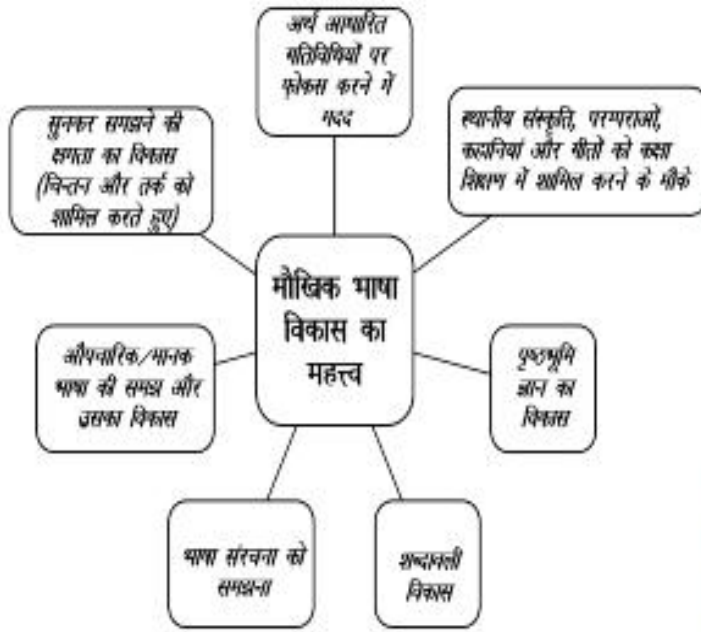 अर्थ आधारित
गतिविधियों पर
फ़ोकस करने में
मदद
सुनकर समझने की
क्षमता का विकास
(चिन्तन और तर्क को
शामिल करते हुए)
स्थानीय संस्कृति, परम्पराओं,
कहानियां और गीतों को कक्षा
शिक्षण में शामिल करने के मौके
मौखिक भाषा
विकास का
महत्त्व
औपचारिक/मानक
भाषा की समझ और
उसका विकास
पृष्ठभूमि
ज्ञान का
विकास
भाषा संरचना को
समझना
शब्दावली
विकास